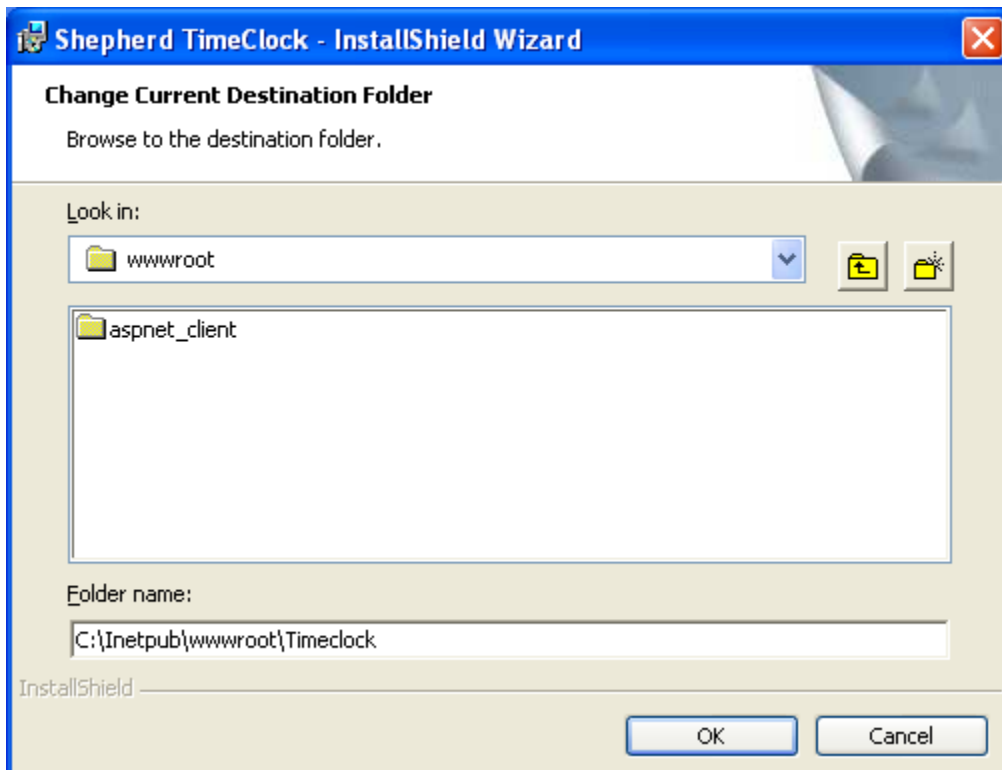 Shepherd TimeClock - InstallShield Wizard
Change Current Destination Folder
Browse to the destination folder.
Look in:
wwwroot
aspnet_client
Folder name:
C:\Inetpub\wwwroot\Timeclock
InstallShield
OK Cancel